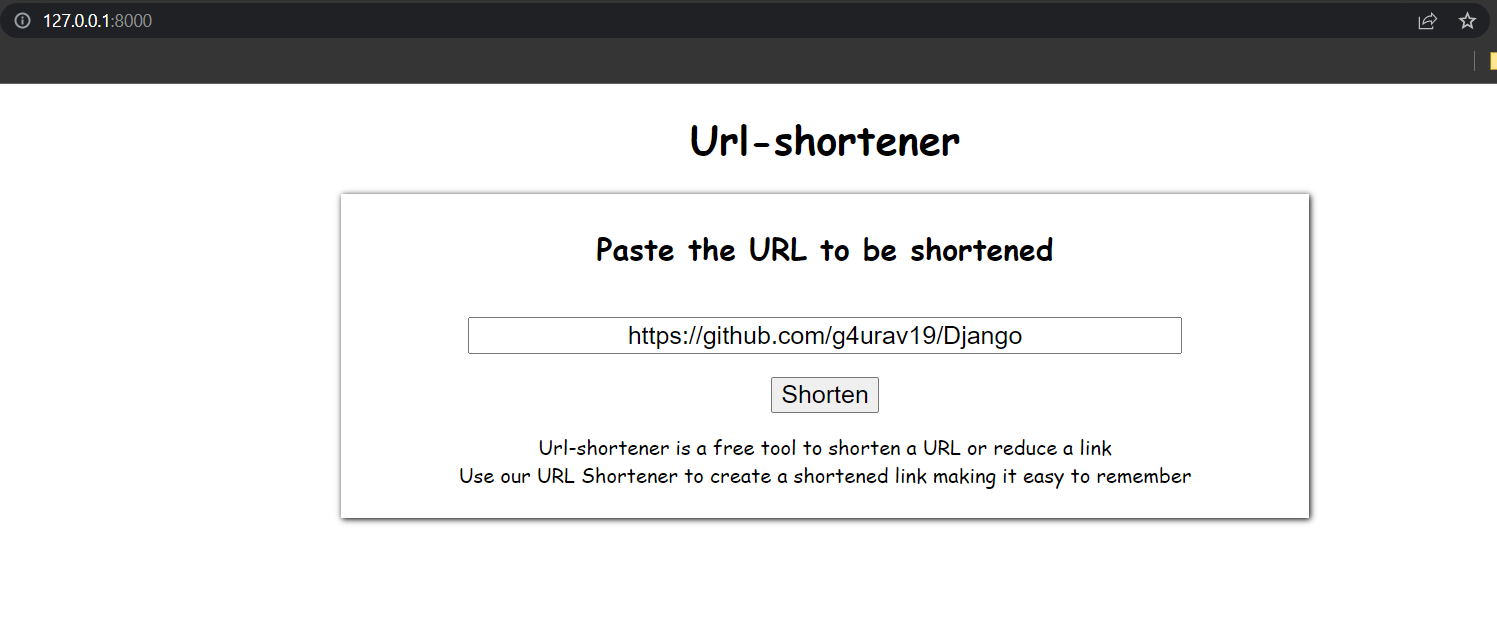 127.0.0.1:8000
Url-shortener
Paste the URL to be shortened
https://github.com/g4urav19/Django
Shorten
Url-shortener is a free tool to shorten a URL or reduce a link
Use our URL Shortener to create a shortened link making it easy to remember